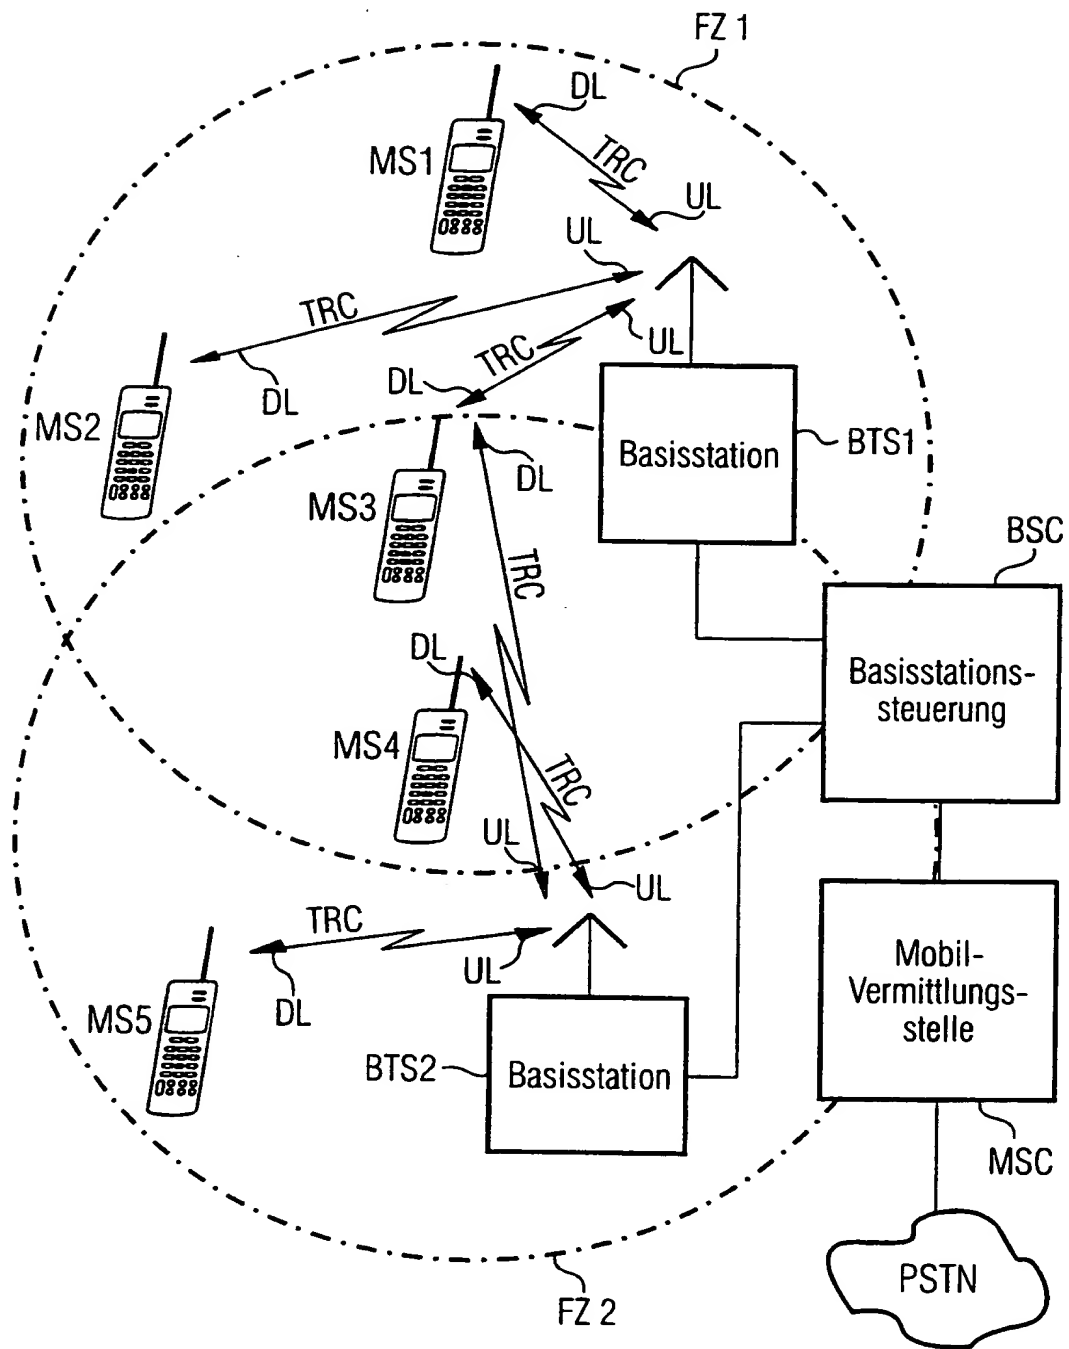 FZ 1
DL
MS1
TRC
UL
UL
TRC
DL
MS2
TRC
UL
DL
Basisstation
BTS1
DL
MS3
TRC
BSC
DL
Basisstations-
steuerung
MS4
TRC
UL
UL
TRC
UL
DL
MS5
BTS2
Basisstation
Mobil-
Vermittlungs-
stelle
MSC
PSTN
FZ 2